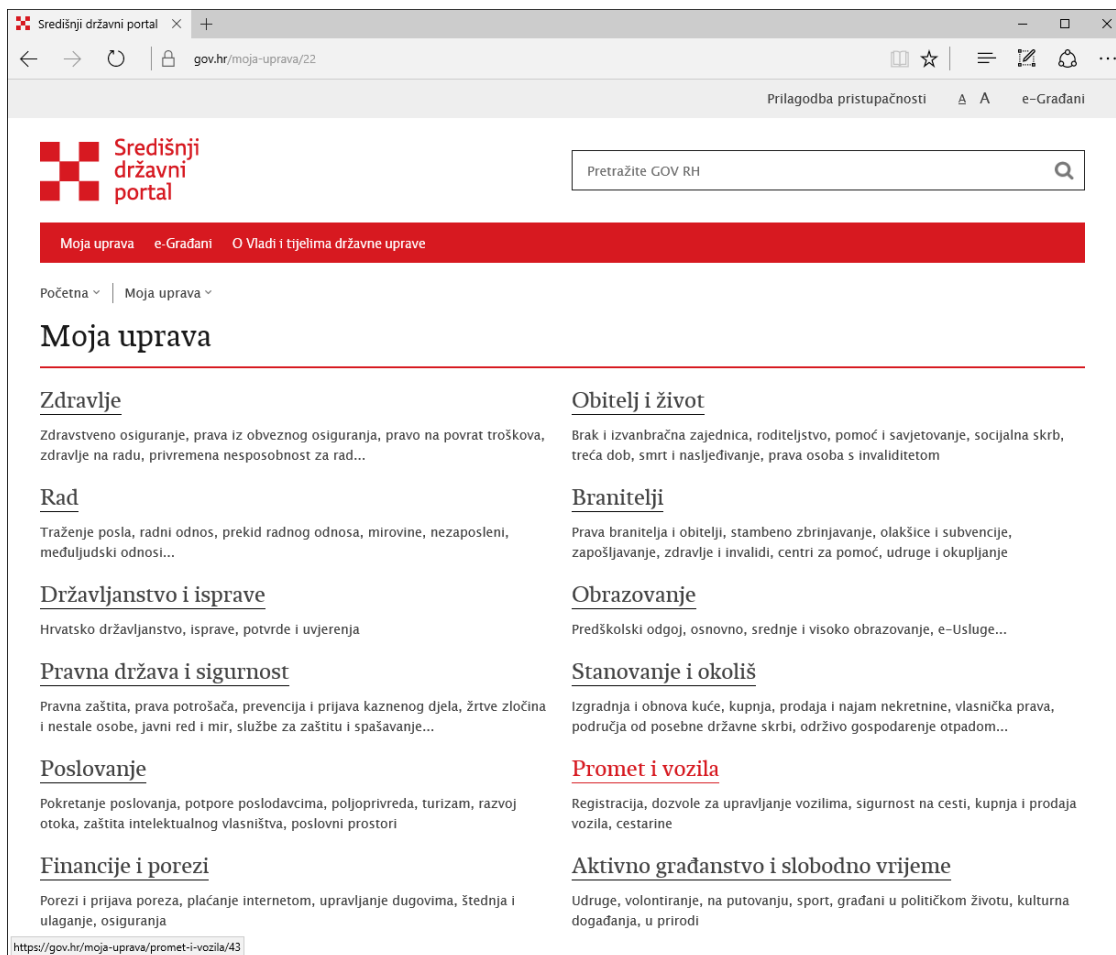 Središnji državni portal
gov.hr/moja-uprava/22
Prilagodba pristupačnosti A A e-Građani
Središnji
državni
portal
Pretražite GOV RH
Moja uprava e-Građani O Vladi i tijelima državne uprave
Početna Moja uprava
Moja uprava
Zdravlje
Zdravstveno osiguranje, prava iz obveznog osiguranja, pravo na povrat troškova,
zdravlje na radu, privremena nesposobnost za rad...
Obitelj i život
Brak i izvanbračna zajednica, roditeljstvo, pomoć i savjetovanje, socijalna skrb,
treća dob, smrt i nasljeđivanje, prava osoba s invaliditetom
Rad
Traženje posla, radni odnos, prekid radnog odnosa, mirovine, nezaposleni,
međuljudski odnosi...
Branitelji
Prava branitelja i obitelji, stambeno zbrinjavanje, olakšice i subvencije,
zapošljavanje, zdravlje i invalidi, centri za pomoć, udruge i okupljanje
Državljanstvo i isprave
Hrvatsko državljanstvo, isprave, potvrde i uvjerenja
Obrazovanje
Predškolski odgoj, osnovno, srednje i visoko obrazovanje, e-Usluge...
Pravna država i sigurnost
Pravna zaštita, prava potrošača, prevencija i prijava kaznenog djela, žrtve zločina
i nestale osobe, javni red i mir, službe za zaštitu i spašavanje...
Stanovanje i okoliš
Izgradnja i obnova kuće, kupnja, prodaja i najam nekretnine, vlasnička prava,
područja od posebne državne skrbi, održivo gospodarenje otpadom...
Poslovanje
Pokretanje poslovanja, potpore poslodavcima, poljoprivreda, turizam, razvoj
otoka, zaštita intelektualnog vlasništva, poslovni prostori
Promet i vozila
Registracija, dozvole za upravljanje vozilima, sigurnost na cesti, kupnja i prodaja
vozila, cestarine
Financije i porezi
Porezi i prijava poreza, plaćanje internetom, upravljanje dugovima, štednja i
ulaganje, osiguranja
Aktivno građanstvo i slobodno vrijeme
Udruge, volontiranje, na putovanju, sport, građani u političkom životu, kulturna
događanja, u prirodi
https://gov.hr/moja-uprava/promet-i-vozila/43